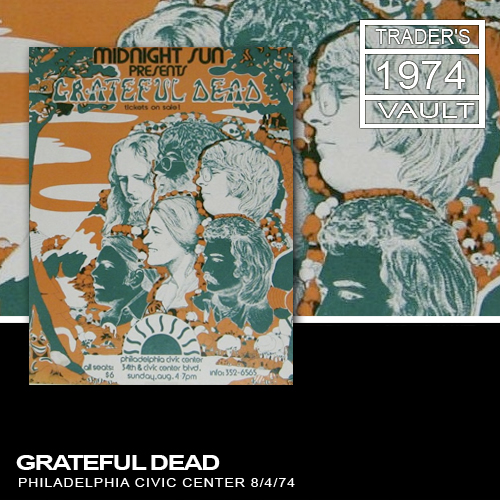 TRADER'S
1974
VAULT
MIDNIGHT SUN
PRESENTS
GRATEFUL DEAD
tickets on sale!
philadelphia civic center
34th & civic center blvd.
sunday, aug. 4 7pm
all seats:
$6
info: 352-6565
GRATEFUL DEAD
PHILADELPHIA CIVIC CENTER 8/4/74